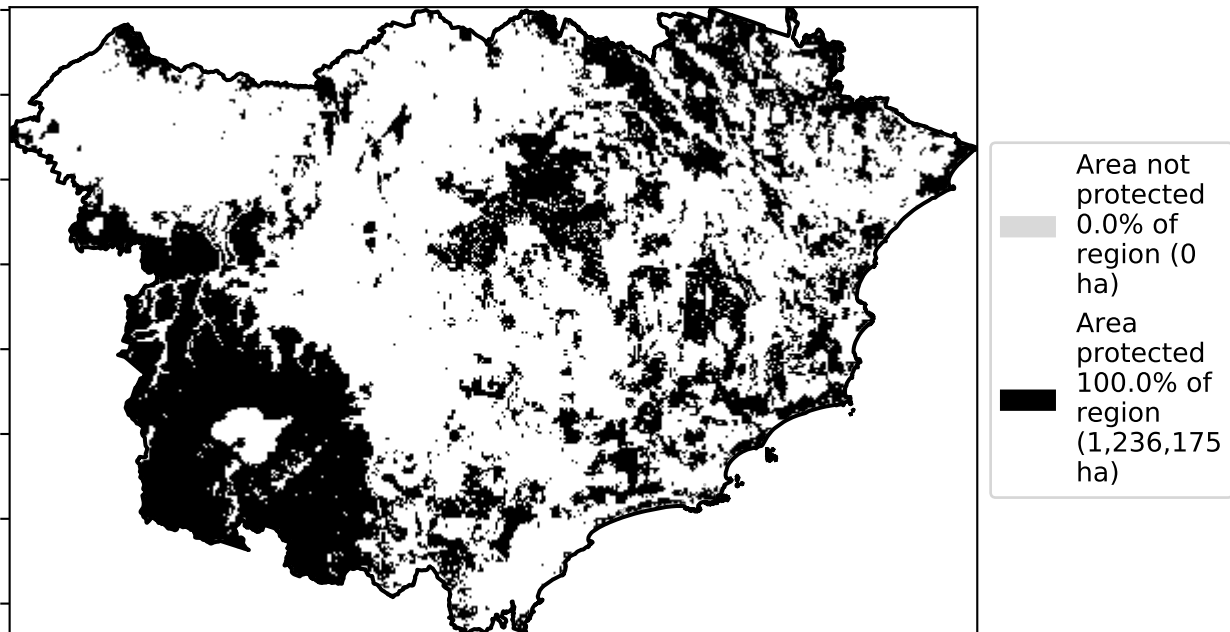 Area not
protected
0.0% of
region (0
ha)
Area
protected
100.0% of
region
(1,236,175
ha)